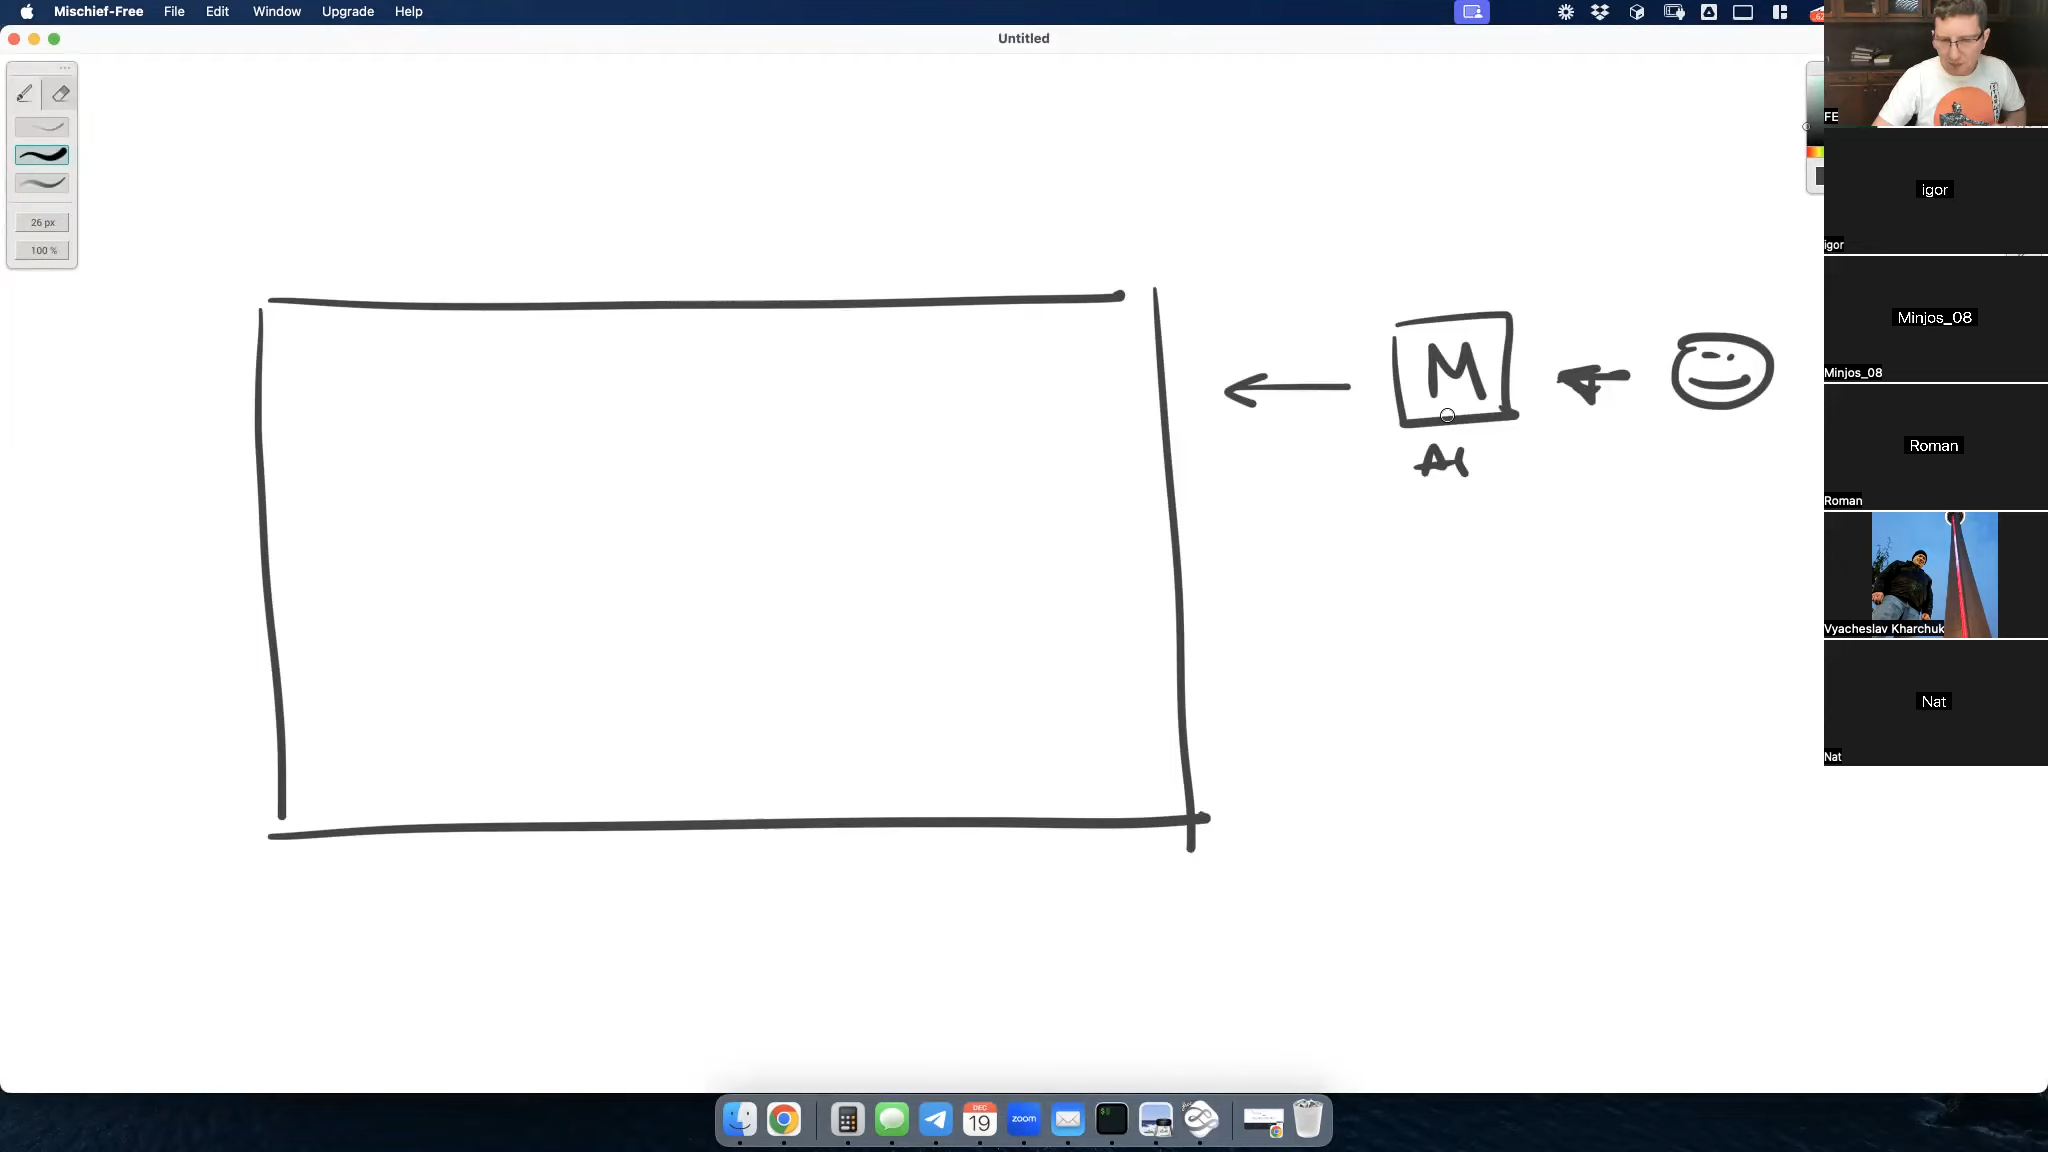 Mischief-Free File Edit Window Upgrade Help
Untitled
26 px
100 %
M
FE
igor
igor
Minjos_08
Minjos_08
Roman
Roman
Vyacheslav Kharchuk
Nat
Nat
DEC
19
zoom